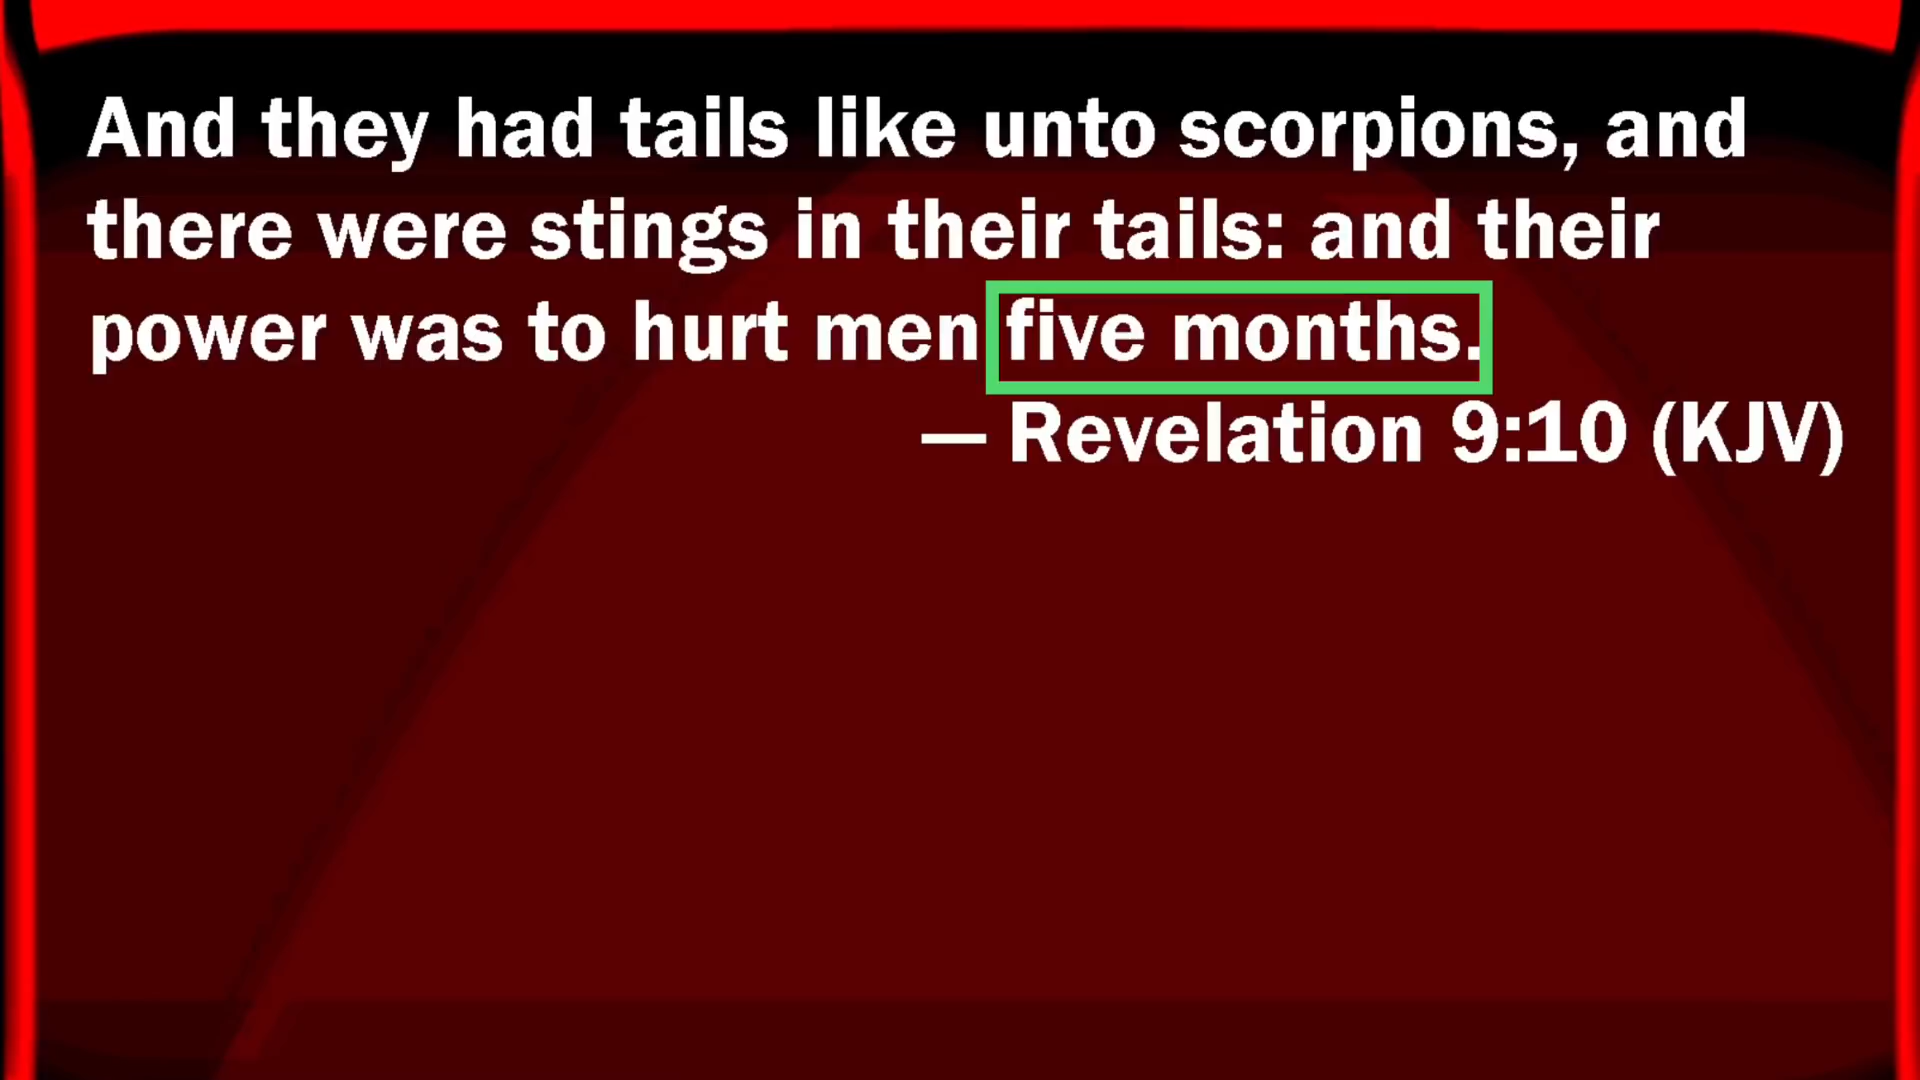 And they had tails like unto scorpions, and
there were stings in their tails: and their
power was to hurt men five months.
— Revelation 9:10 (KJV)